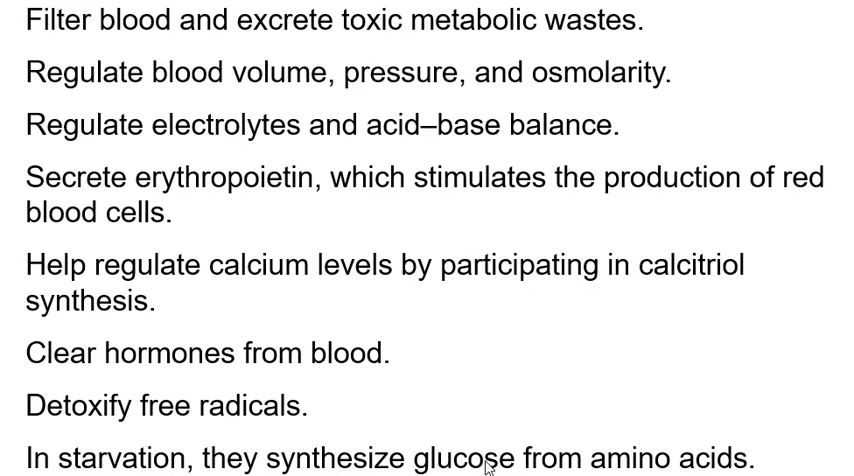 Filter blood and excrete toxic metabolic wastes.
Regulate blood volume, pressure, and osmolarity.
Regulate electrolytes and acid–base balance.
Secrete erythropoietin, which stimulates the production of red
blood cells.
Help regulate calcium levels by participating in calcitriol
synthesis.
Clear hormones from blood.
Detoxify free radicals.
In starvation, they synthesize glucose from amino acids.